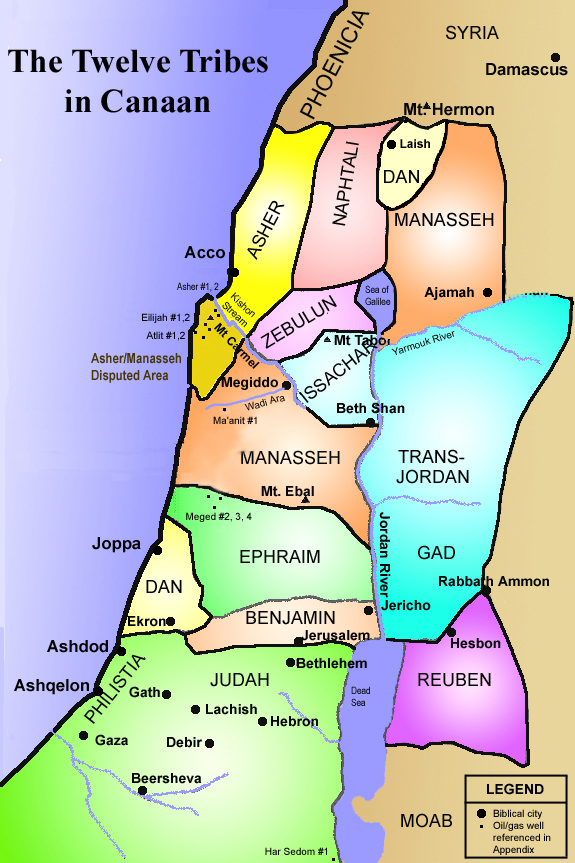 The Twelve Tribes
in Canaan
PHOENICIA
SYRIA
Damascus
Mt. Hermon
Laish
DAN
NAPHTALI
ASHER
MANASSEH
Acco
Asher #1, 2
Kishon
Stream
Sea of
Galilee
Ajamah
Eilijah #1,2
Atlit #1,2
Mt Carmel
ZEBULUN
Mt Tabor
Yarmouk River
Asher/Manasseh
Disputed Area
ISSACHAR
Megiddo
Wadi Ara
Beth Shan
Ma'anit #1
MANASSEH
TRANS-
JORDAN
Mt. Ebal
Meged #2, 3, 4
Jordan River
Joppa
EPHRAIM
GAD
DAN
Rabbath Ammon
Jericho
Ekron
BENJAMIN
Jerusalem
Hesbon
Ashdod
Bethlehem
PHILISTIA
JUDAH
REUBEN
Ashqelon
Gath
Dead
Sea
Lachish
Hebron
Gaza
Debir
Beersheva
MOAB
LEGEND
Biblical city
Oil/gas well
referenced in
Appendix
Har Sedom #1